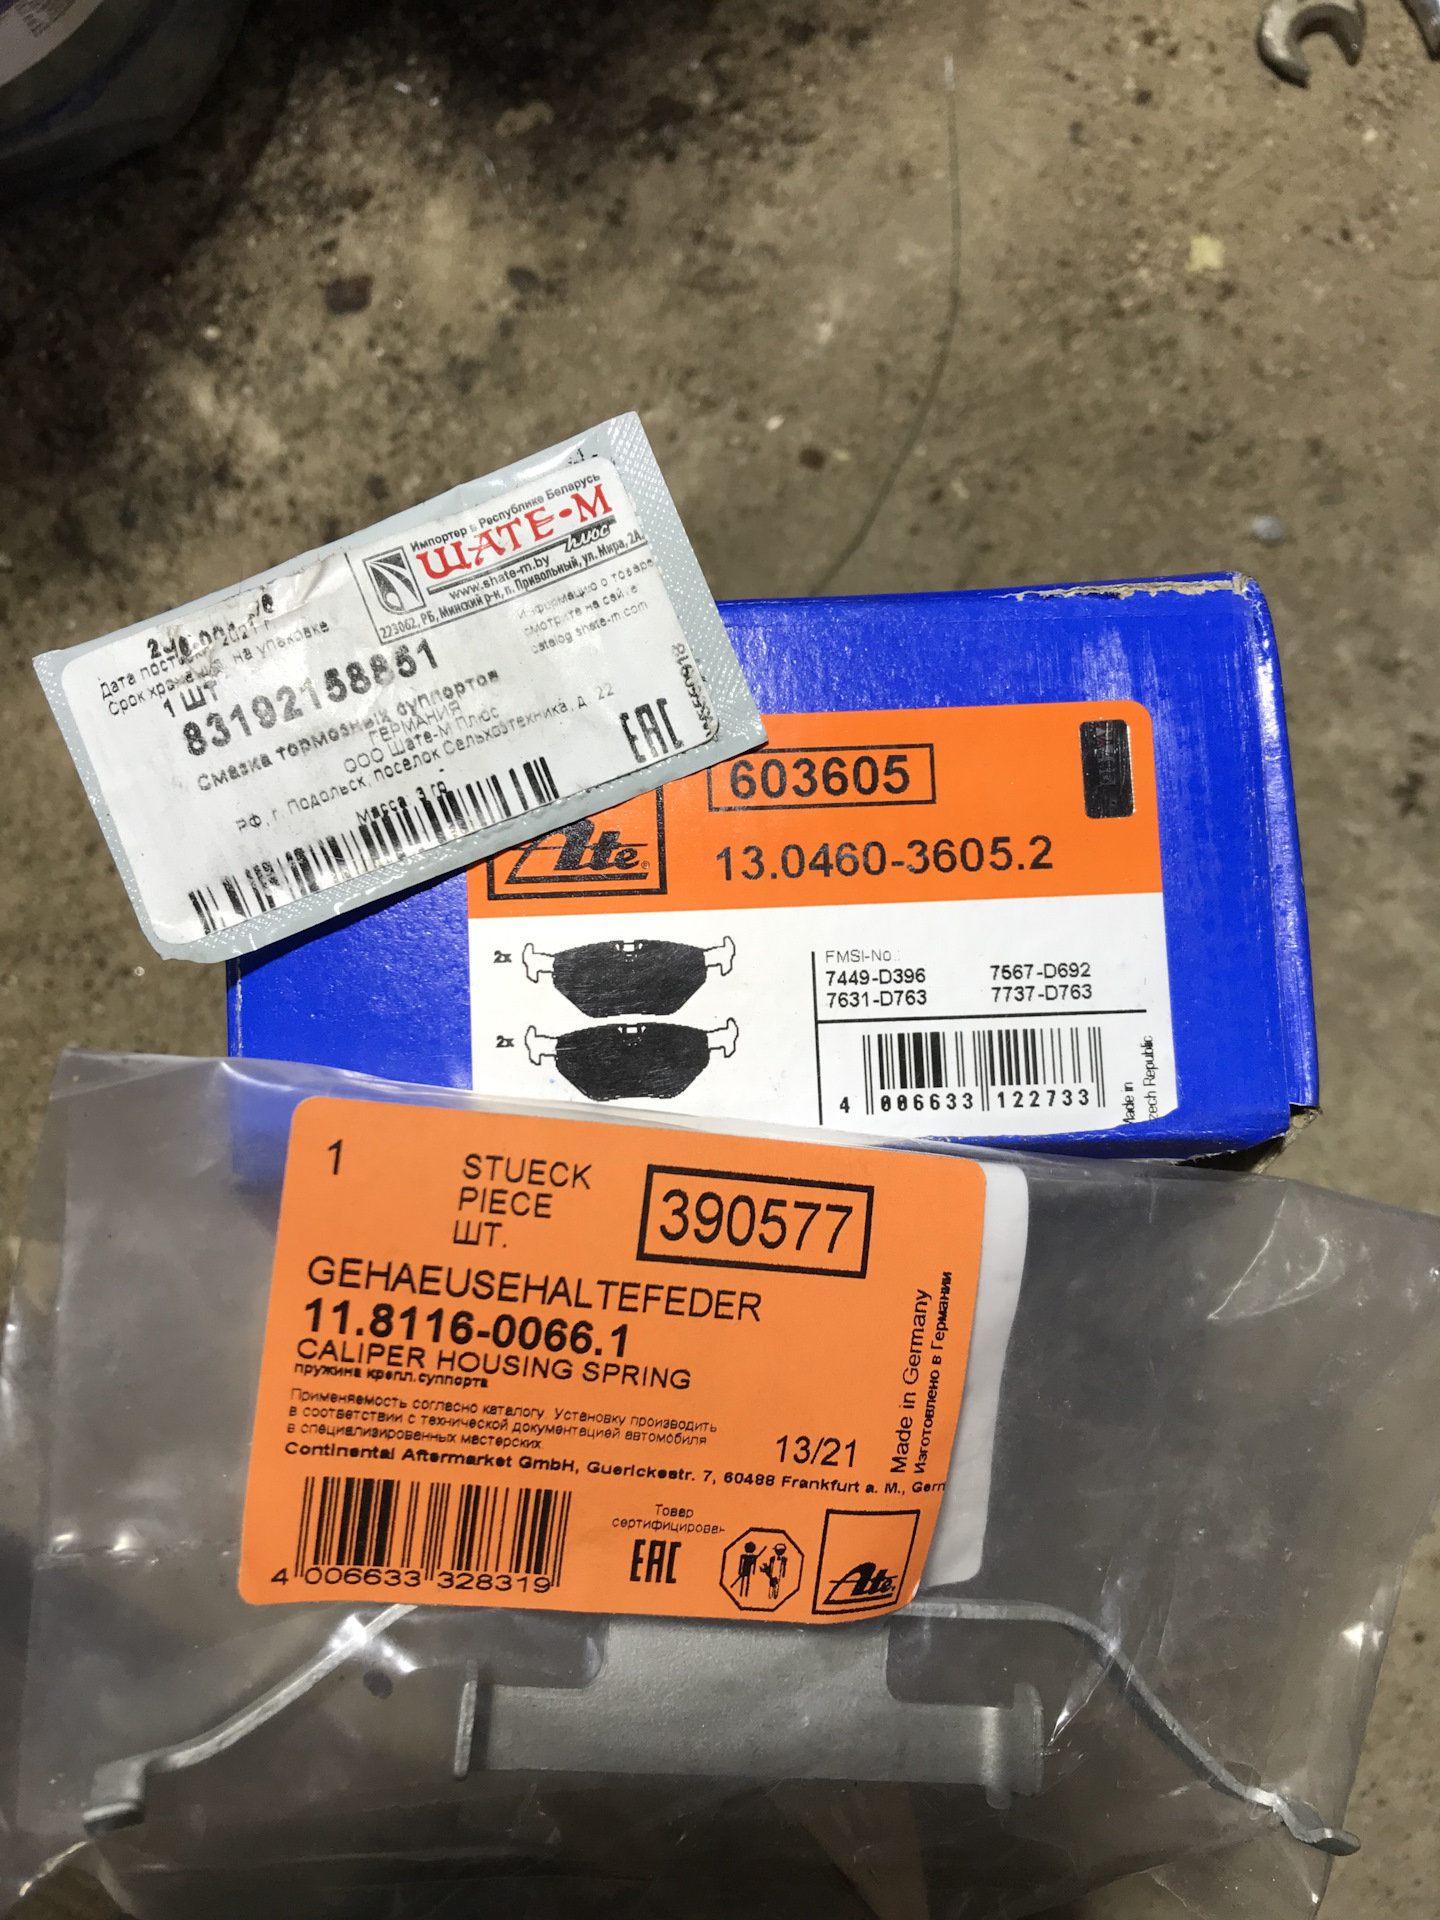 Импортер в Республике Беларусь
ШАТЕ-М
плюс
www.shate-m.by
223062, РБ, Минский р-н, п. Привольный, ул. Мира, 2А
Информацию о товаре
смотрите на сайте
catalog.shate-m.com
Дата поставки 2021 г.
Срок хранения на упаковке
1 ШТ
83192158851
Смазка тормозных суппортов
ГЕРМАНИЯ
ООО Шате-М Плюс
РФ, г. Подольск, поселок Сельхозтехника, д. 22
Масса 3 гр
EAC
603605
Ate®
13.0460-3605.2
2x
2x
FMSI-No.:
7449-D396 7567-D692
7631-D763 7737-D763
4 006633 122733
Made in
Czech Republic
1 STUECK
PIECE
ШТ.
390577
GEHAEUSEHALTEFEDER
11.8116-0066.1
CALIPER HOUSING SPRING
пружина крепл.суппорта
Применяемость согласно каталогу. Установку производить
в соответствии с технической документацией автомобиля
в специализированных мастерских
Continental Aftermarket GmbH, Guerickestr. 7, 60488 Frankfurt a. M., Germ
13/21
Made in Germany
Изготовлено в Германии
4 006633 328319
Товар
сертифицирован
EAC
Ate